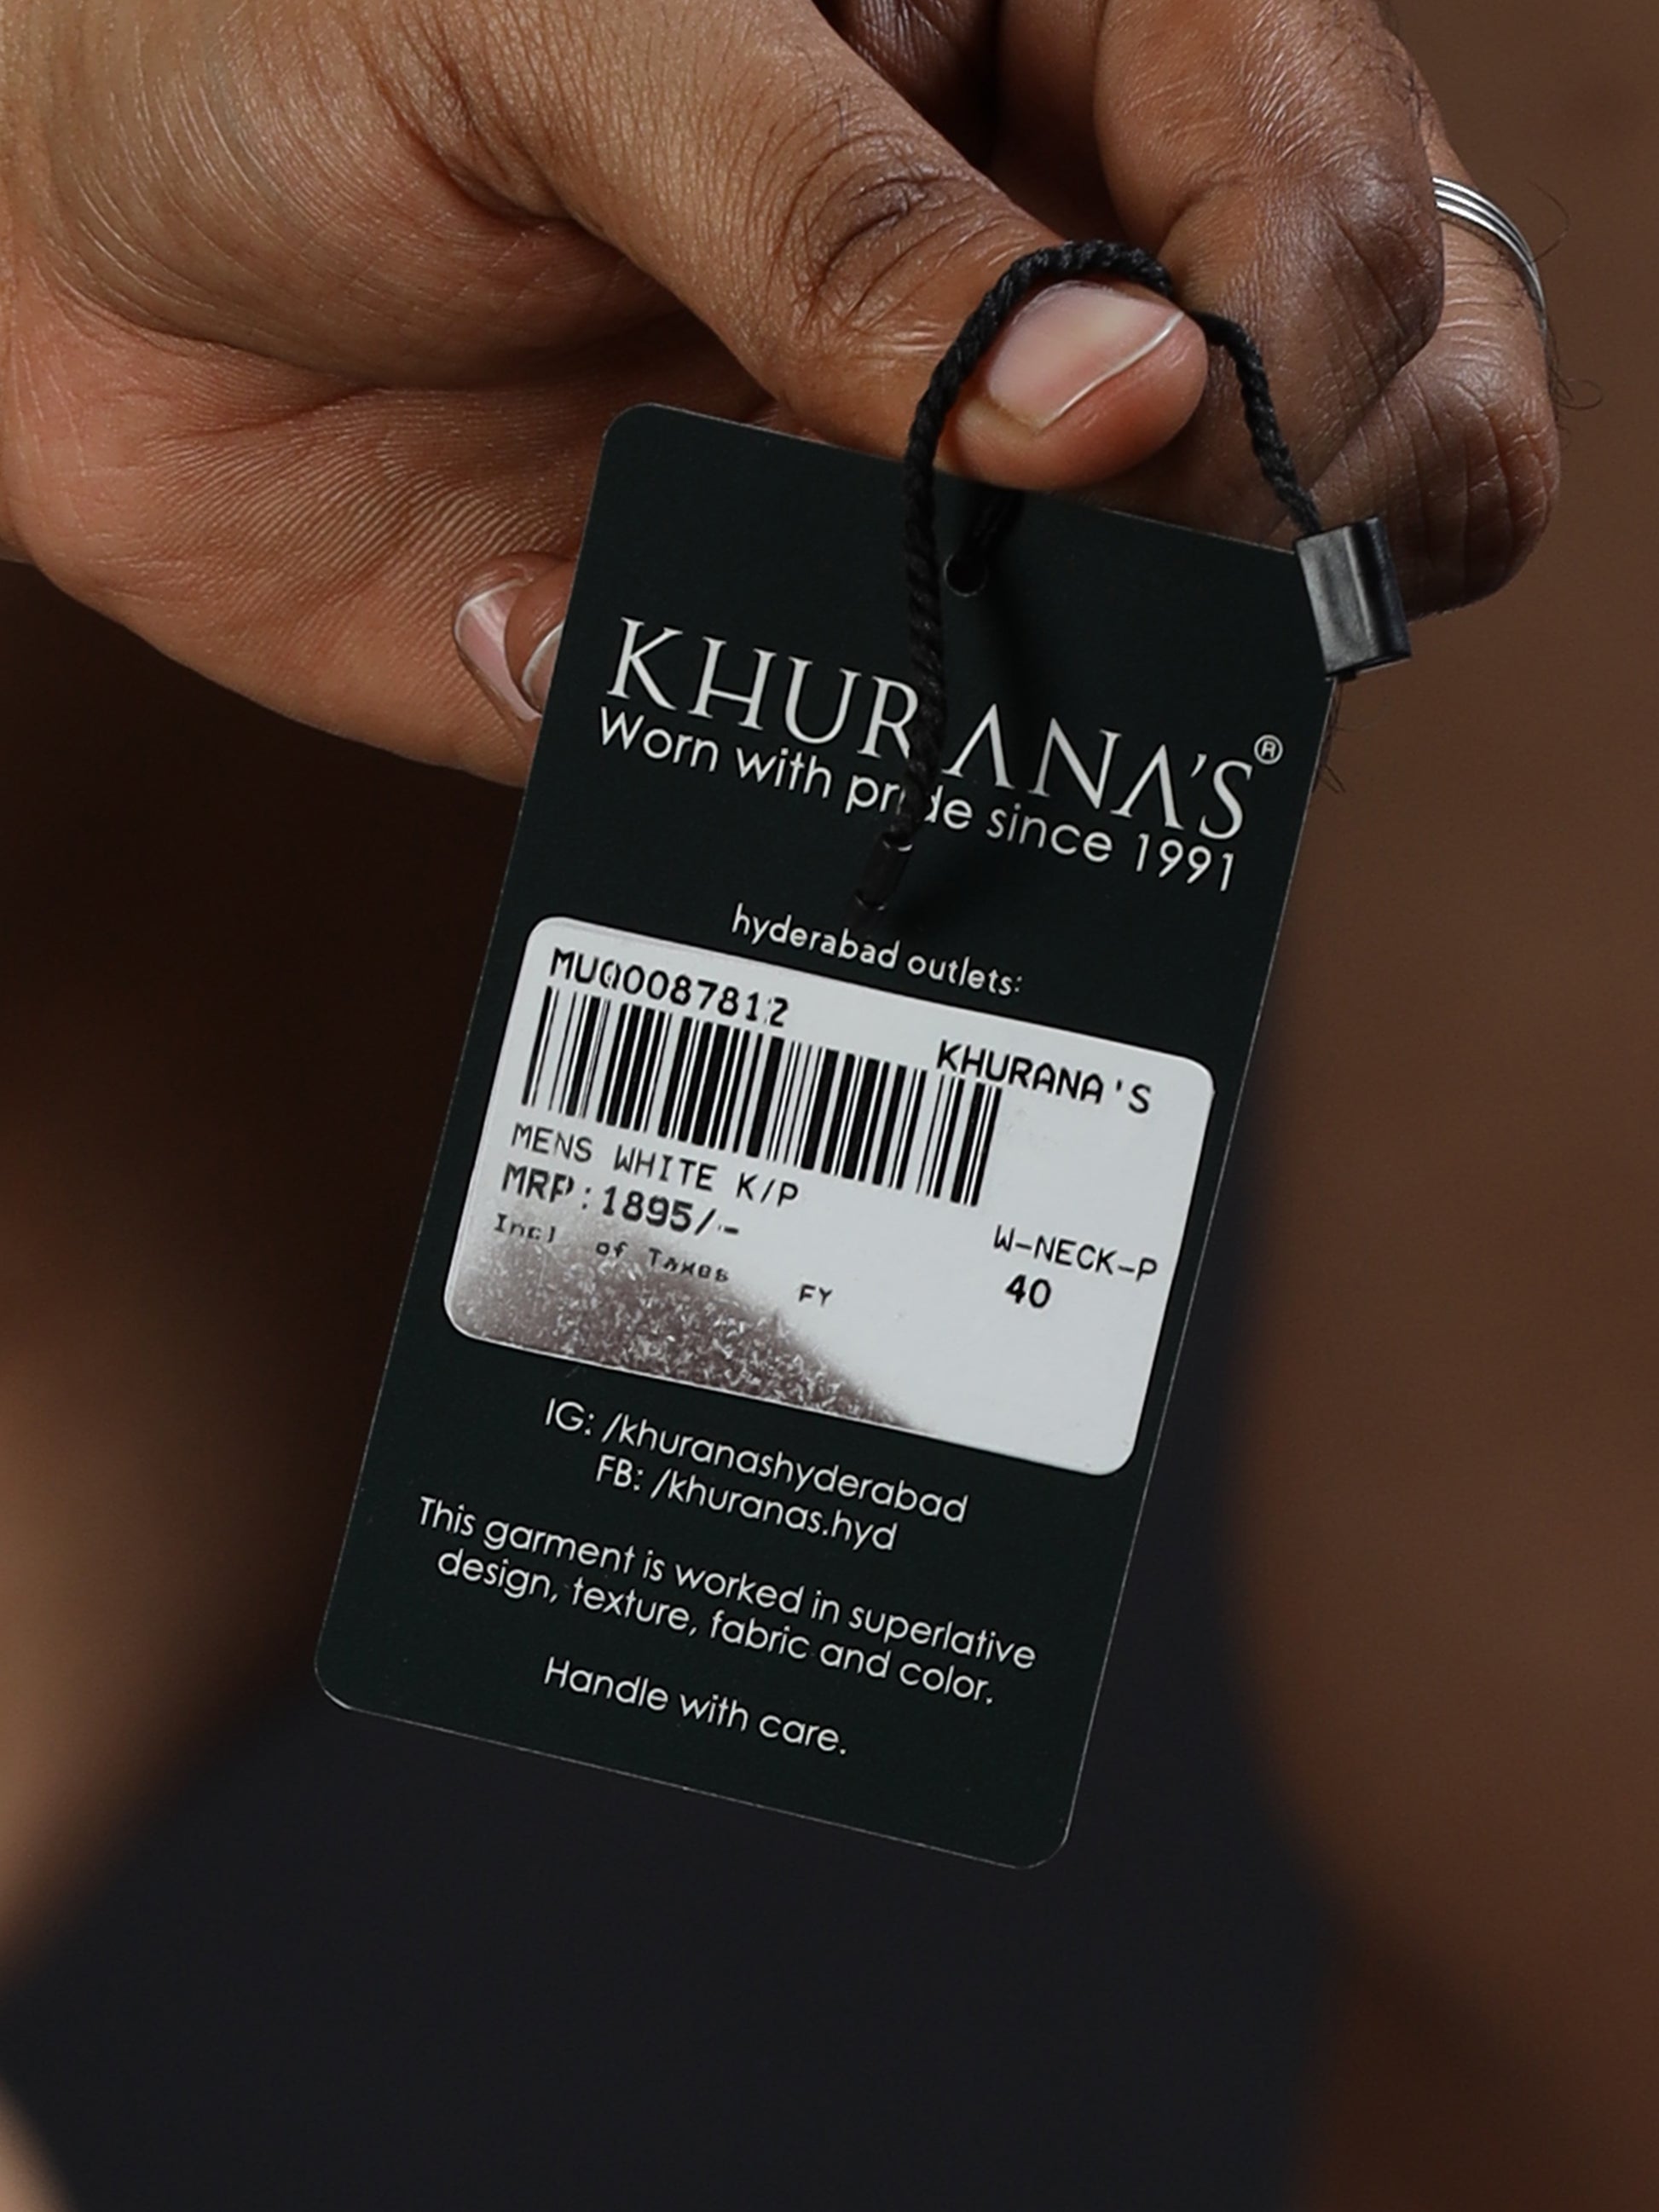 KHURANA'S®
Worn with pride since 1991
hyderabad outlets:
MUQ0087812
KHURANA'S
MENS WHITE K/P
MRP:1895/-
W-NECK-P
Incl of Taxes
FY
40
IG: /khuranashyderabad
FB: /khuranas.hyd
This garment is worked in superlative
design, texture, fabric and color.
Handle with care.